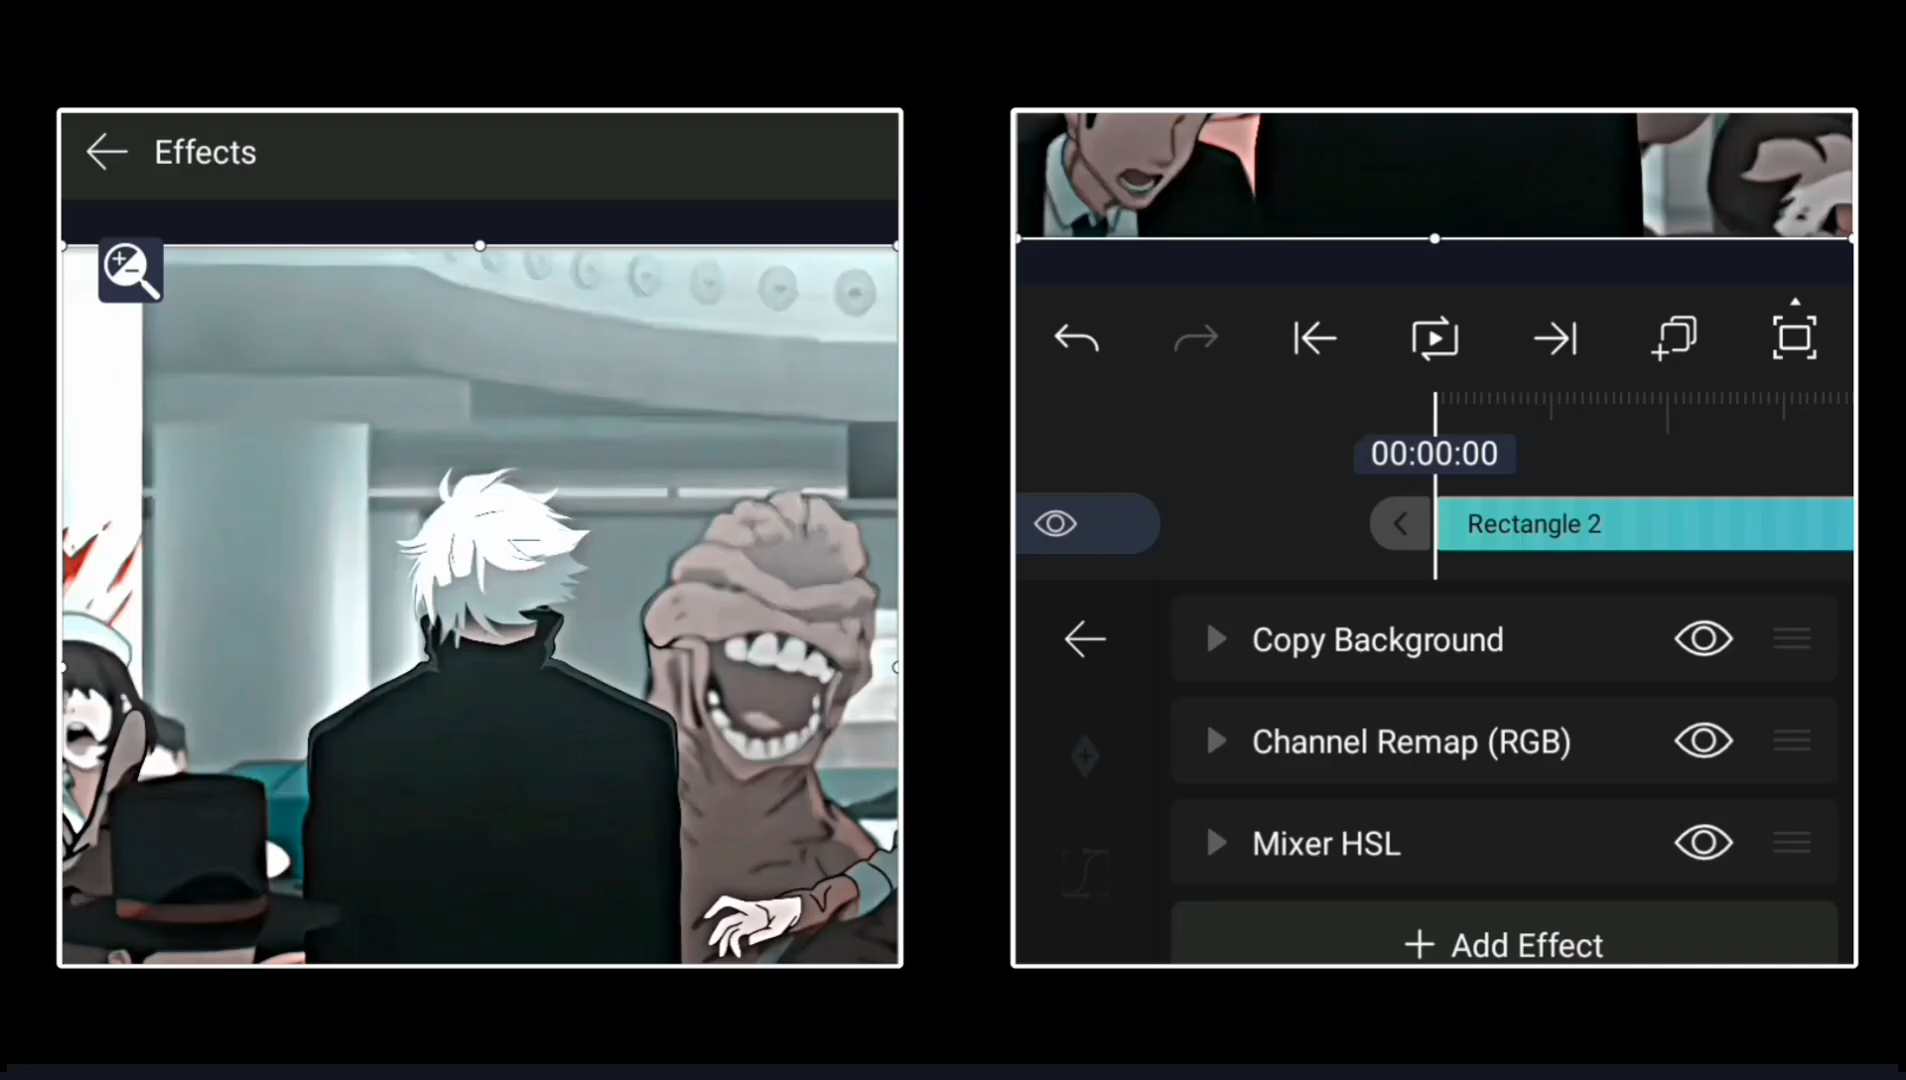 Effects
00:00:00
Rectangle 2
Copy Background
Channel Remap (RGB)
Mixer HSL
+ Add Effect